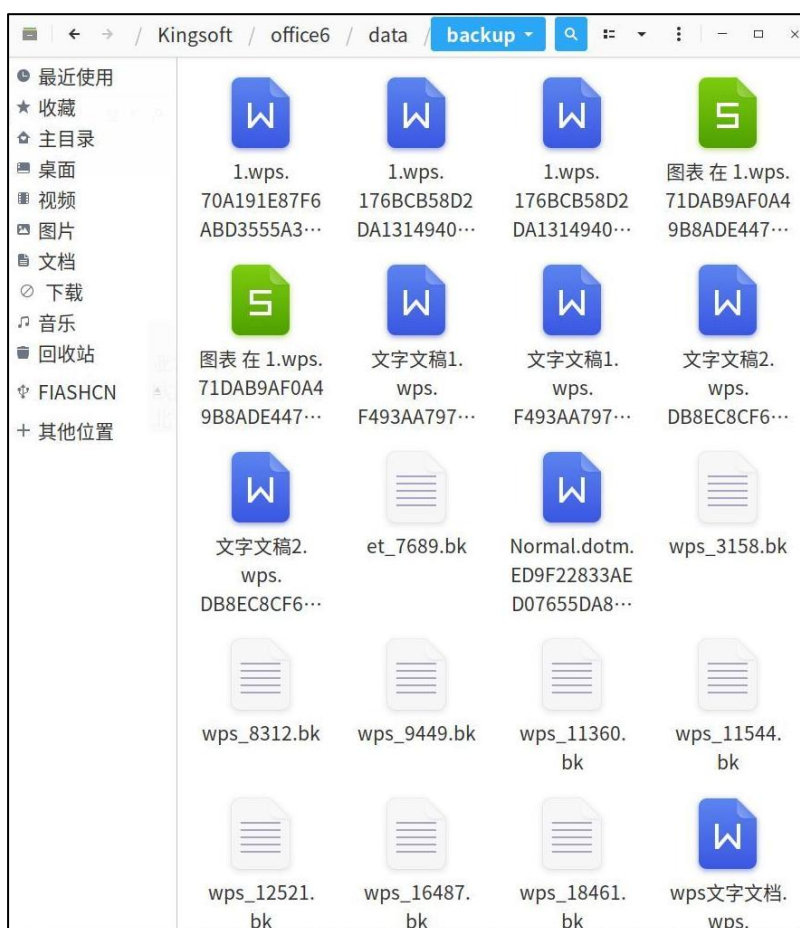 / Kingsoft / office6 / data / backup
最近使用
收藏
主目录
桌面
视频
图片
文档
下载
音乐
回收站
FIASHCN
其他位置
1.wps.
70A191E87F6
ABD3555A3…
1.wps.
176BCB58D2
DA1314940…
1.wps.
176BCB58D2
DA1314940…
图表 在 1.wps.
71DAB9AF0A4
9B8ADE447…
图表 在 1.wps.
71DAB9AF0A4
9B8ADE447…
文字文稿1.
wps.
F493AA797…
文字文稿1.
wps.
F493AA797…
文字文稿2.
wps.
DB8EC8CF6…
文字文稿2.
wps.
DB8EC8CF6…
et_7689.bk
Normal.dotm.
ED9F22833AE
D07655DA8…
wps_3158.bk
wps_8312.bk
wps_9449.bk
wps_11360.
bk
wps_11544.
bk
wps_12521.
bk
wps_16487.
bk
wps_18461.
bk
wps文字文档.
wps.